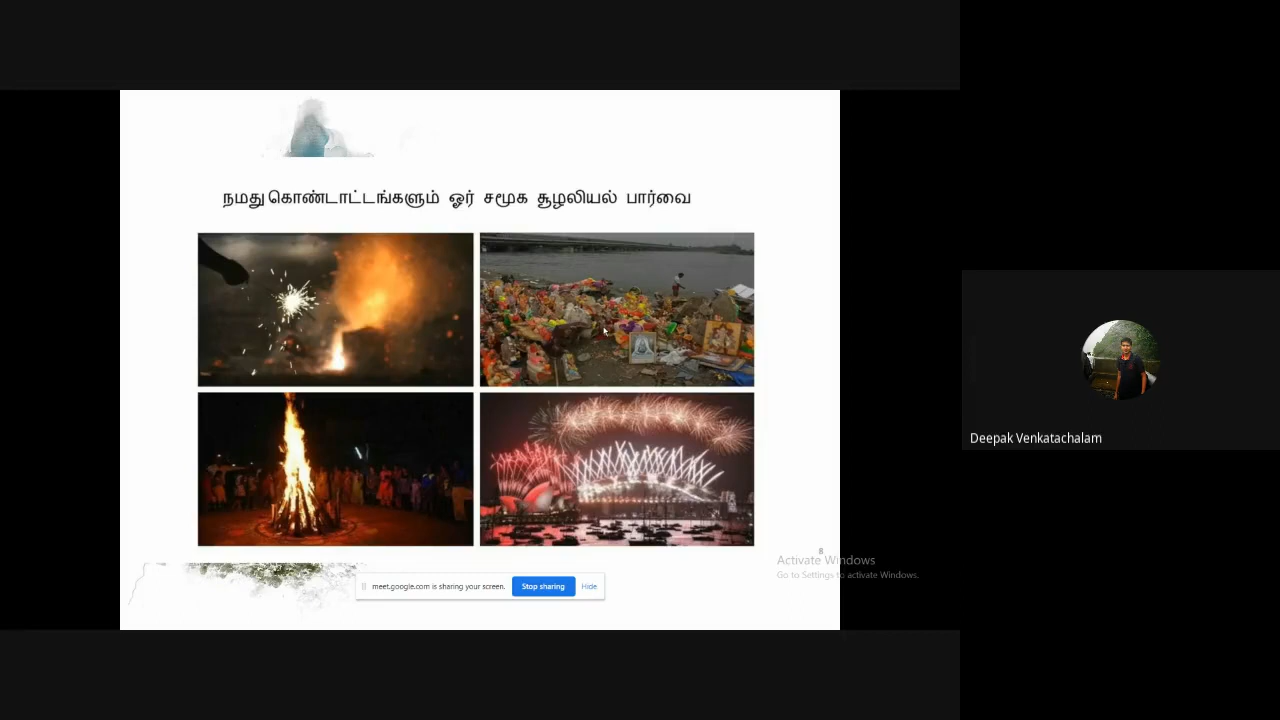 நமது கொண்டாட்டங்களும் ஓர் சமூக சூழலியல் பார்வை
Deepak Venkatachalam
8
Activate Windows
Go to Settings to activate Windows.
meet.google.com is sharing your screen.
Stop sharing
Hide